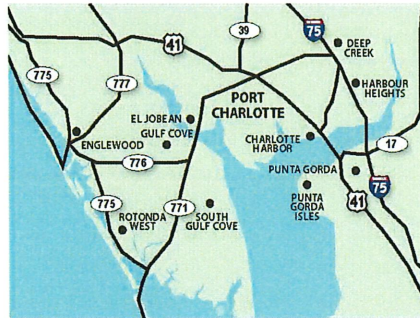 39
75
41
DEEP
CREEK
775
777
HARBOUR
HEIGHTS
EL JOBEAN
PORT
CHARLOTTE
GULF COVE
ENGLEWOOD
CHARLOTTE
HARBOR
17
776
PUNTA GORDA
775
771
PUNTA
GORDA
ISLES
75
41
ROTONDA
WEST
SOUTH
GULF COVE